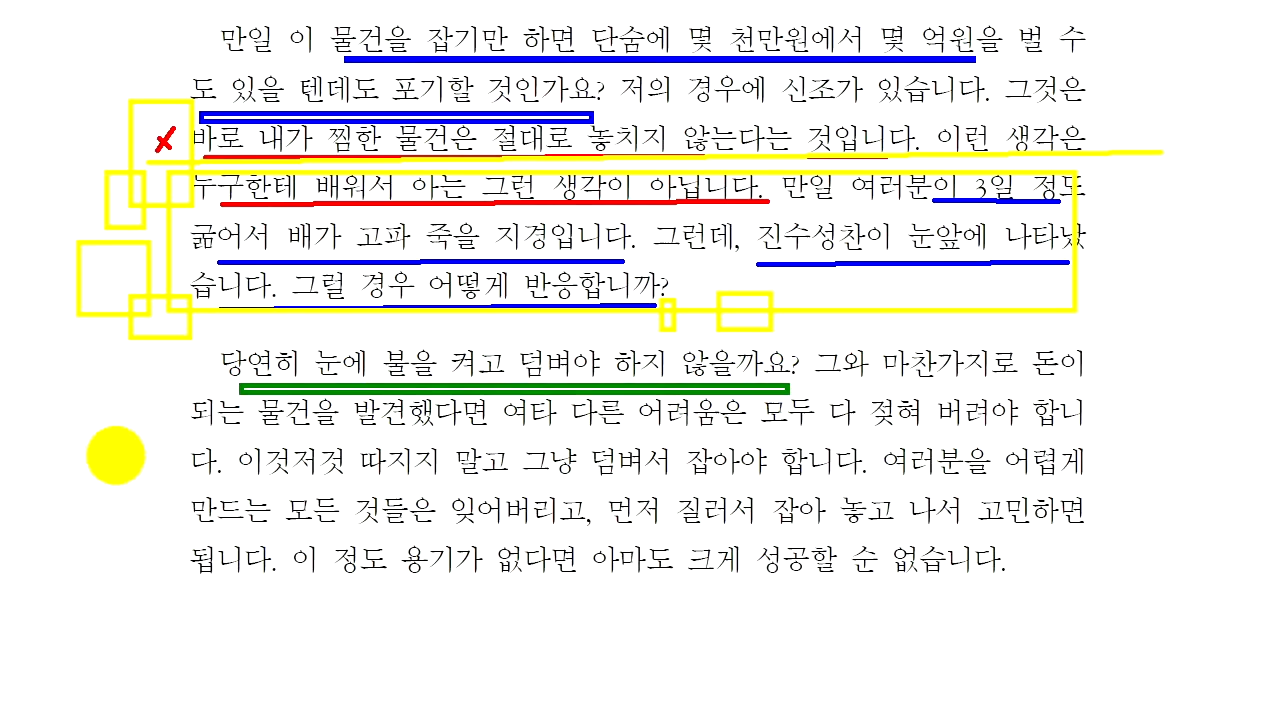 만일 이 물건을 잡기만 하면 단숨에 몇 천만원에서 몇 억원을 벌 수
도 있을 텐데도 포기할 것인가요? 저의 경우에 신조가 있습니다. 그것은
바로 내가 찜한 물건은 절대로 놓치지 않는다는 것입니다. 이런 생각은
누구한테 배워서 아는 그런 생각이 아닙니다. 만일 여러분이 3일 정도
굶어서 배가 고파 죽을 지경입니다. 그런데, 진수성찬이 눈앞에 나타났
습니다. 그럴 경우 어떻게 반응합니까?
당연히 눈에 불을 켜고 덤벼야 하지 않을까요? 그와 마찬가지로 돈이
되는 물건을 발견했다면 여타 다른 어려움은 모두 다 젖혀 버려야 합니
다. 이것저것 따지지 말고 그냥 덤벼서 잡아야 합니다. 여러분을 어렵게
만드는 모든 것들은 잊어버리고, 먼저 질러서 잡아 놓고 나서 고민하면
됩니다. 이 정도 용기가 없다면 아마도 크게 성공할 순 없습니다.